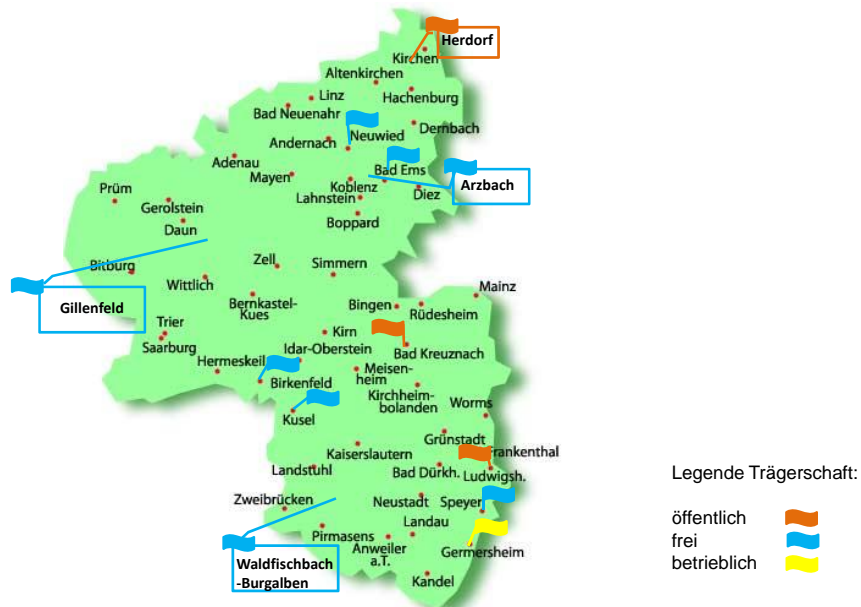 Herdorf
Kirchen
Altenkirchen
Linz
Hachenburg
Bad Neuenahr
Dernbach
Andernach
Neuwied
Adenau
Bad Ems
Mayen
Koblenz
Arzbach
Prüm
Lahnstein
Diez
Gerolstein
Boppard
Daun
Bitburg
Zell
Simmern
Wittlich
Mainz
Gillenfeld
Bernkastel-
Kues
Bingen
Rüdesheim
Trier
Saarburg
Kirn
Idar-Oberstein
Bad Kreuznach
Hermeskeil
Meisen-
heim
Birkenfeld
Kirchheim-
bolanden
Worms
Kusel
Grünstadt
Kaiserslautern
Frankenthal
Landstuhl
Bad Dürkh.
Ludwigsh.
Zweibrücken
Neustadt
Speyer
Pirmasens
Landau
Anweiler
a.T.
Germersheim
Waldfischbach
-Burgalben
Kandel
Legende Trägerschaft:
öffentlich
frei
betrieblich